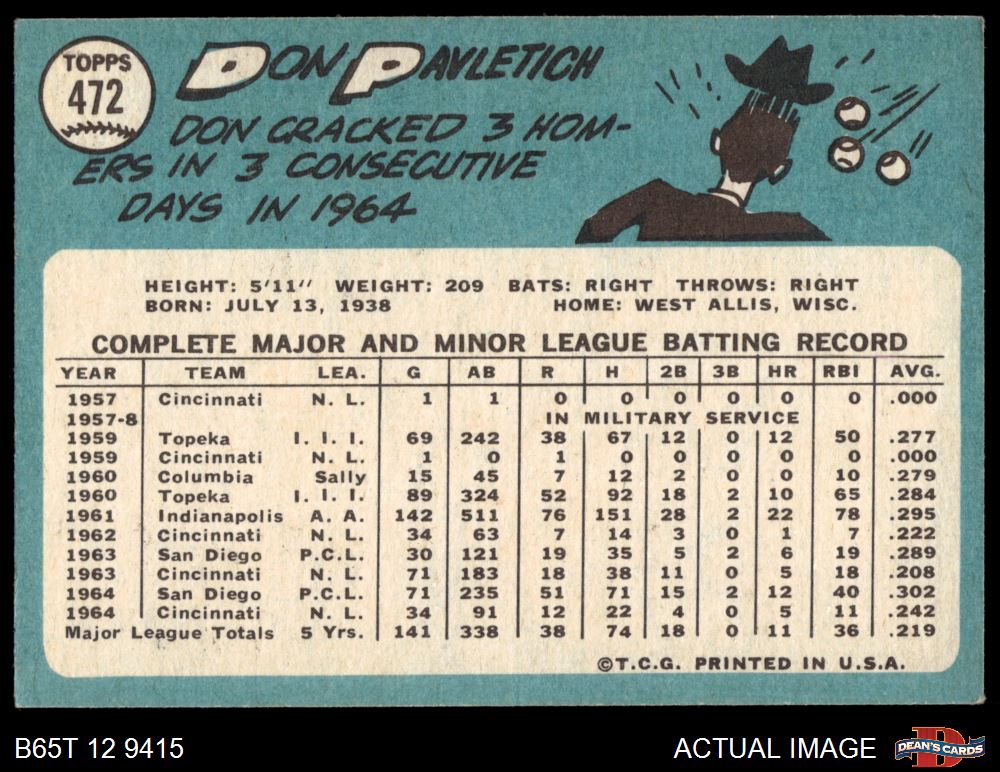 TOPPS
472
DON PAVLETICH
DON CRACKED 3 HOM-
ERS IN 3 CONSECUTIVE
DAYS IN 1964
HEIGHT: 5'11" WEIGHT: 209 BATS: RIGHT THROWS: RIGHT
BORN: JULY 13, 1938 HOME: WEST ALLIS, WISC.
COMPLETE MAJOR AND MINOR LEAGUE BATTING RECORD
YEAR TEAM LEA. G AB R H 2B 3B HR RBI AVG.
1957 Cincinnati N. L. 1 1 0 0 0 0 0 0 .000
1957-8 IN MILITARY SERVICE
1959 Topeka I. I. I. 69 242 38 67 12 0 12 50 .277
1959 Cincinnati N. L. 1 0 1 0 0 0 0 0 .000
1960 Columbia Sally 15 45 7 12 2 0 0 10 .279
1960 Topeka I. I. I. 89 324 52 92 18 2 10 65 .284
1961 Indianapolis A. A. 142 511 76 151 28 2 22 78 .295
1962 Cincinnati N. L. 34 63 7 14 3 0 1 7 .222
1963 San Diego P.C.L. 30 121 19 35 5 2 6 19 .289
1963 Cincinnati N. L. 71 183 18 38 11 0 5 18 .208
1964 San Diego P.C.L. 71 235 51 71 15 2 12 40 .302
1964 Cincinnati N. L. 34 91 12 22 4 0 5 11 .242
Major League Totals 5 Yrs. 141 338 38 74 18 0 11 36 .219
©T.C.G. PRINTED IN U.S.A.
B65T 12 9415 ACTUAL IMAGE
D
DEAN'S CARDS